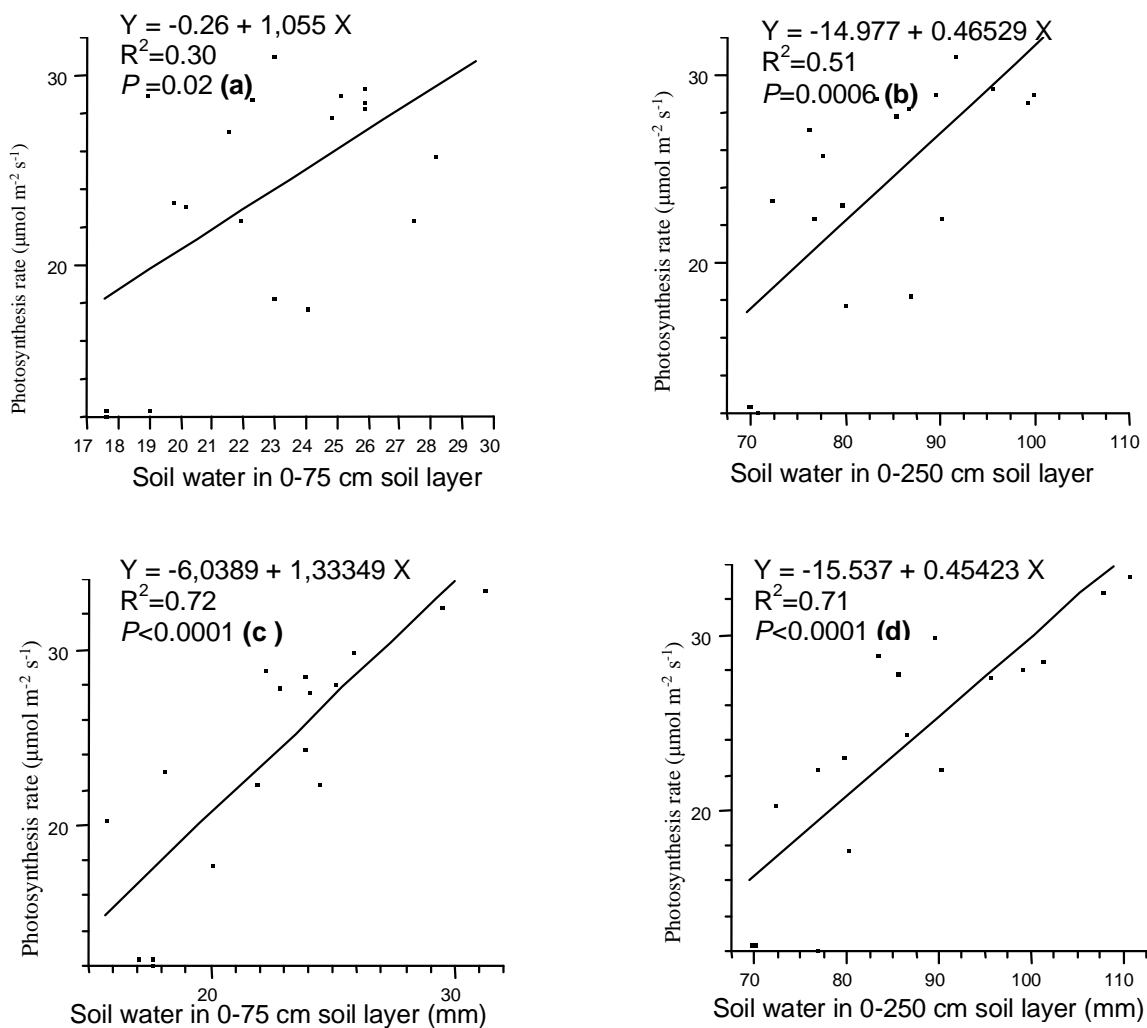 Y = -0.26 + 1,055 X
R²=0.30
P =0.02 (a)
Photosynthesis rate (µmol m-2 s-1)
30
20
17 18 19 20 21 22 23 24 25 26 27 28 29 30
Soil water in 0-75 cm soil layer
Y = -14.977 + 0.46529 X
R²=0.51
P=0.0006 (b)
Photosynthesis rate (µmol m-2 s-1)
30
20
70 80 90 100 110
Soil water in 0-250 cm soil layer
Y = -6,0389 + 1,33349 X
R²=0.72
P<0.0001 (c )
Photosynthesis rate (µmol m-2 s-1)
30
20
20 30
Soil water in 0-75 cm soil layer (mm)
Y = -15.537 + 0.45423 X
R²=0.71
P<0.0001 (d)
Photosynthesis rate (µmol m-2 s-1)
30
20
70 80 90 100 110
Soil water in 0-250 cm soil layer (mm)